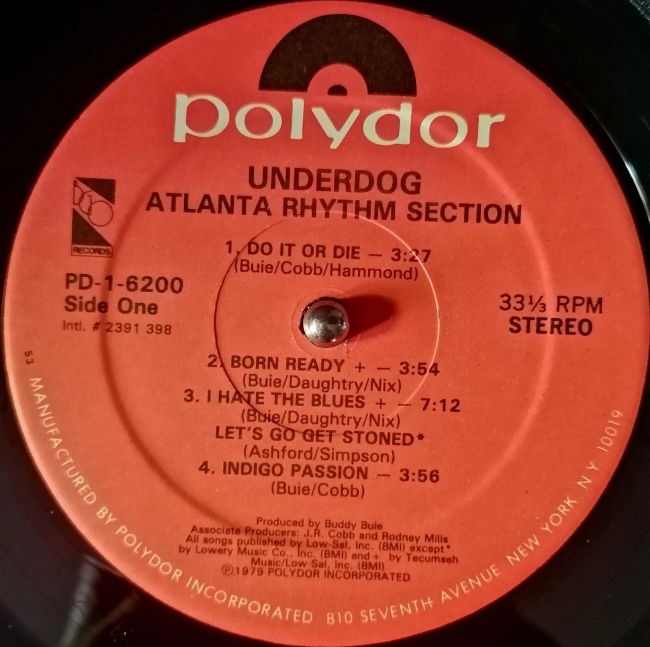 polydor
UNDERDOG
ATLANTA RHYTHM SECTION
RECORDS
1. DO IT OR DIE — 3:27
(Buie/Cobb/Hammond)
PD-1-6200
Side One
Intl. # 2391 398
33⅓ RPM
STEREO
2. BORN READY + — 3:54
(Buie/Daughtry/Nix)
3. I HATE THE BLUES + — 7:12
(Buie/Daughtry/Nix)
LET'S GO GET STONED*
(Ashford/Simpson)
4. INDIGO PASSION — 3:56
(Buie/Cobb)
Produced by Buddy Buie
Associate Producers: J.R. Cobb and Rodney Mills
All songs published by Low-Sal, Inc. (BMI) except*
by Lowery Music Co., Inc. (BMI) and + by Tecumseh
Music/Low-Sal, Inc. (BMI)
℗1979 POLYDOR INCORPORATED
53 MANUFACTURED BY POLYDOR INCORPORATED 810 SEVENTH AVENUE NEW YORK N.Y. 10019